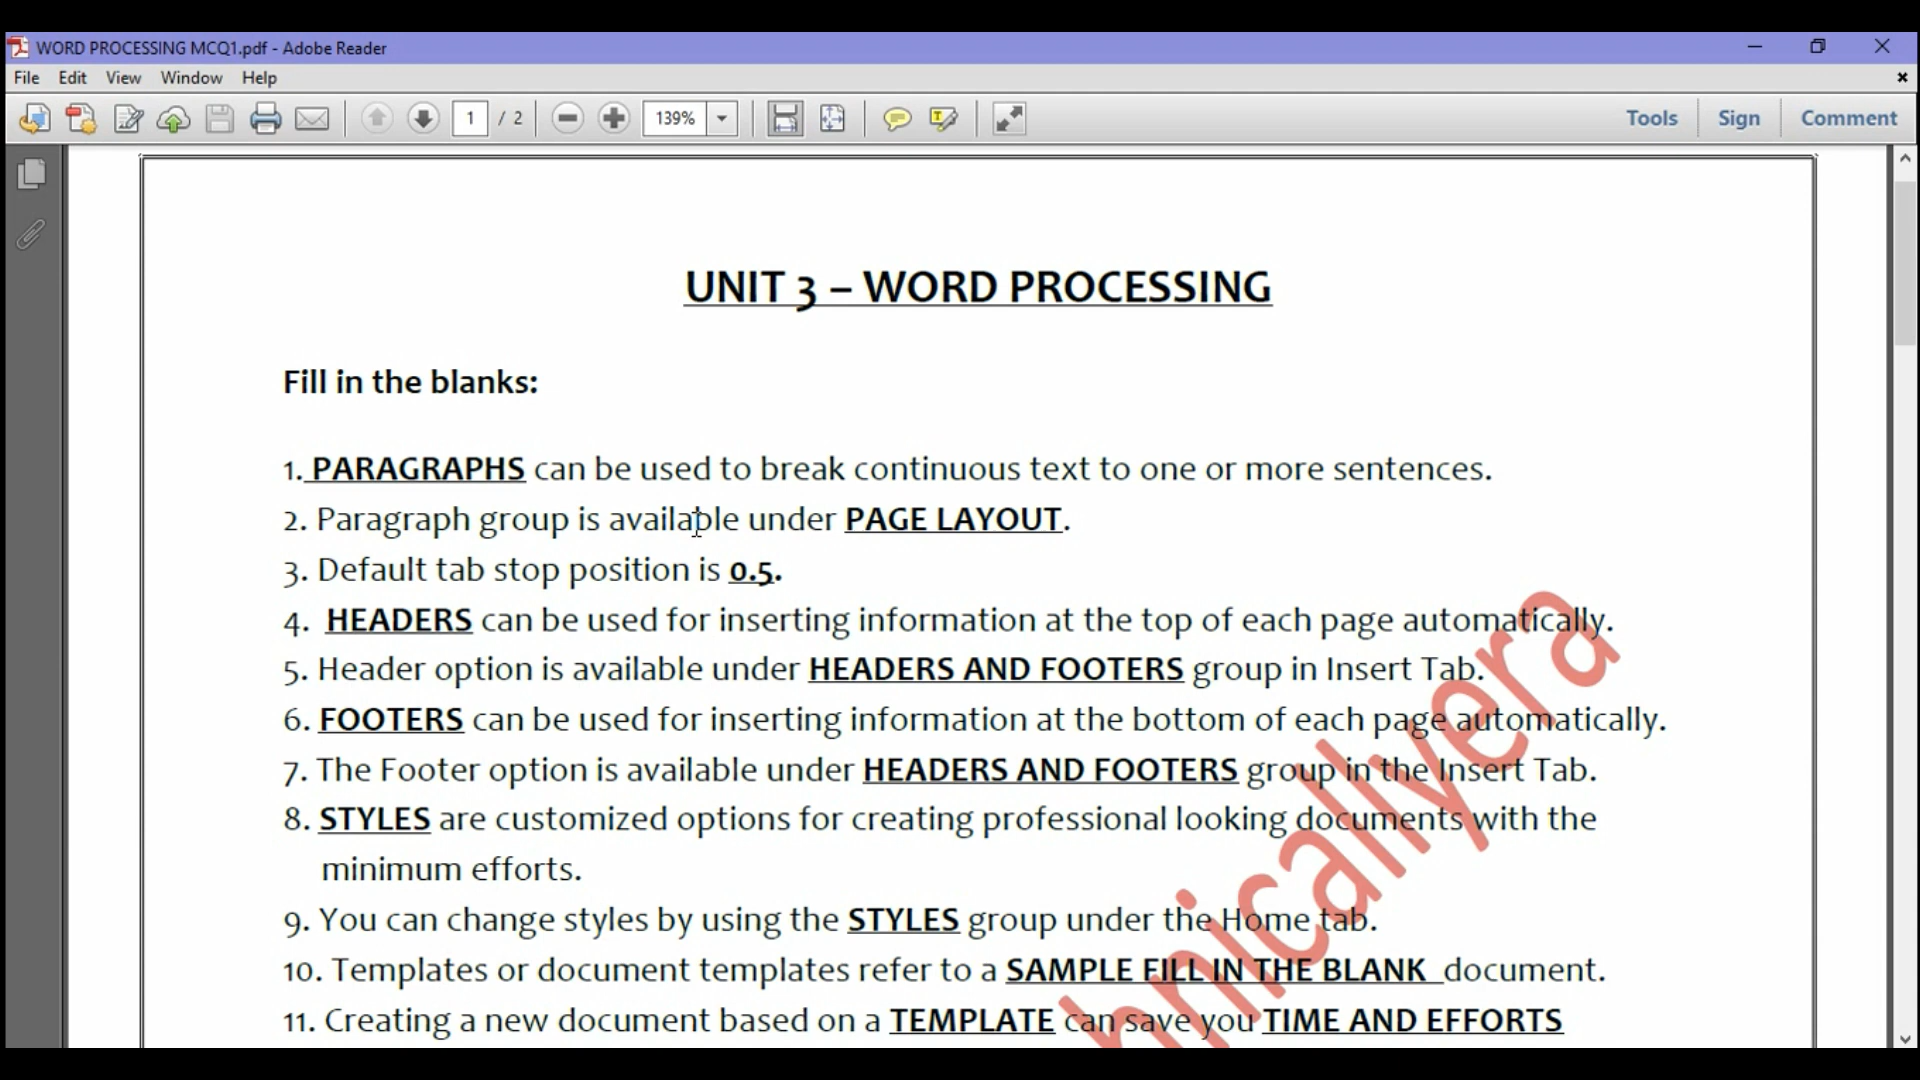 WORD PROCESSING MCQ1.pdf - Adobe Reader
File Edit View Window Help
1 / 2 139% Tools Sign Comment
UNIT 3 – WORD PROCESSING
Fill in the blanks:
1. PARAGRAPHS can be used to break continuous text to one or more sentences.
2. Paragraph group is available under PAGE LAYOUT.
3. Default tab stop position is 0.5.
4. HEADERS can be used for inserting information at the top of each page automatically.
5. Header option is available under HEADERS AND FOOTERS group in Insert Tab.
6. FOOTERS can be used for inserting information at the bottom of each page automatically.
7. The Footer option is available under HEADERS AND FOOTERS group in the Insert Tab.
8. STYLES are customized options for creating professional looking documents with the
minimum efforts.
9. You can change styles by using the STYLES group under the Home tab.
10. Templates or document templates refer to a SAMPLE FILL IN THE BLANK document.
11. Creating a new document based on a TEMPLATE can save you TIME AND EFFORTS
hnicallyera